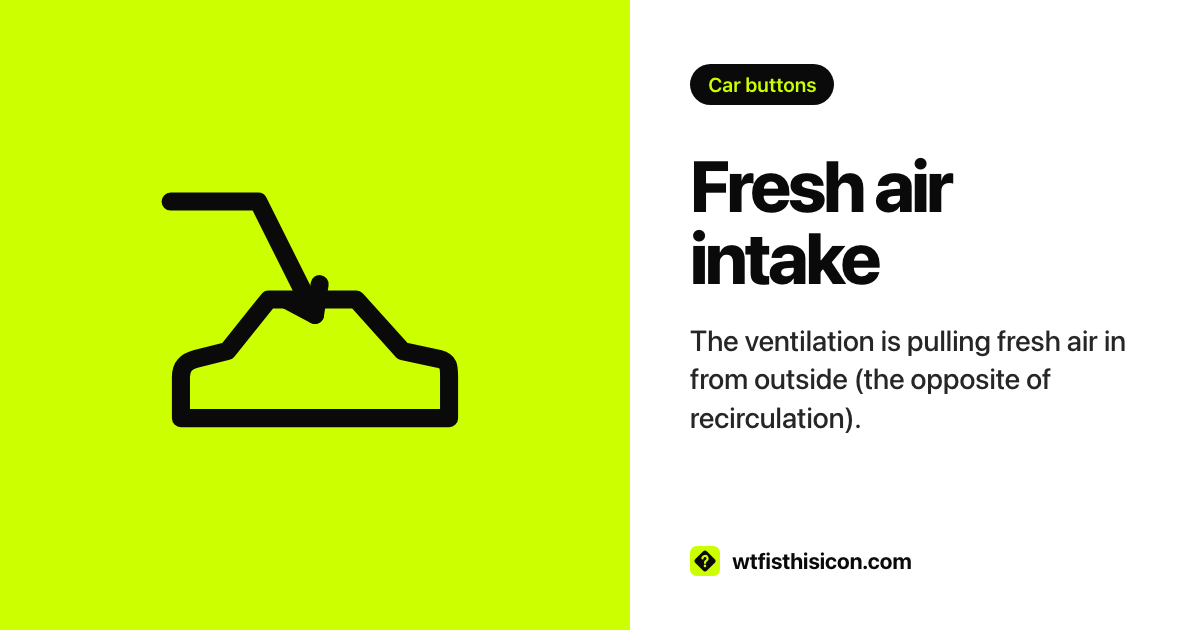 Car buttons
Fresh air
intake
The ventilation is pulling fresh air in
from outside (the opposite of
recirculation).
?
wtfisthisicon.com